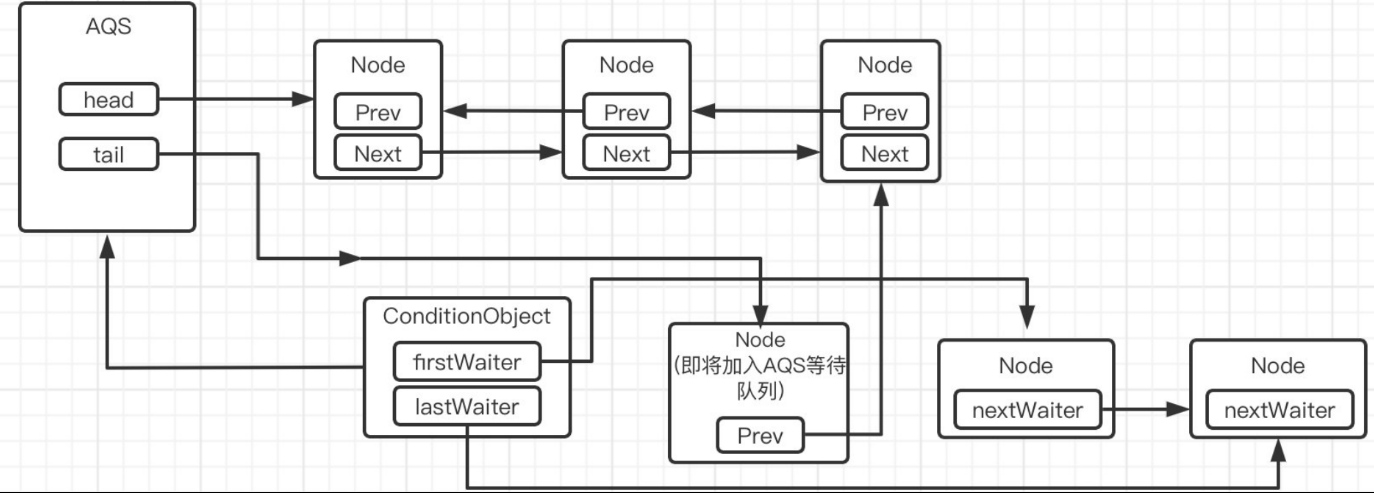 AQS
head
tail
Node
Prev
Next
Node
Prev
Next
Node
Prev
Next
ConditionObject
firstWaiter
lastWaiter
Node
(即将加入AQS等待
队列)
Prev
Node
nextWaiter
Node
nextWaiter